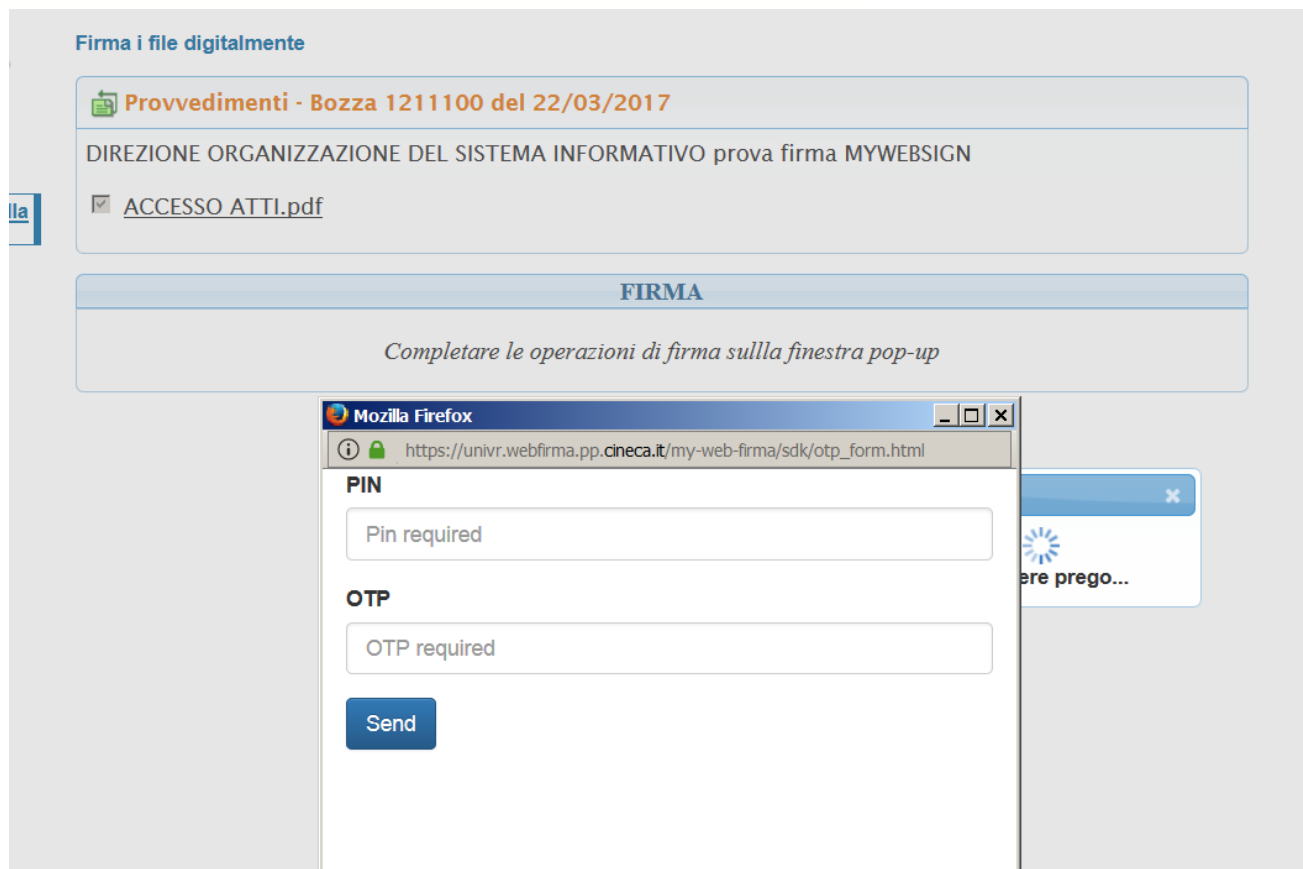 Firma i file digitalmente
Provvedimenti - Bozza 1211100 del 22/03/2017
DIREZIONE ORGANIZZAZIONE DEL SISTEMA INFORMATIVO prova firma MYWEBSIGN
lla
ACCESSO ATTI.pdf
FIRMA
Completare le operazioni di firma sullla finestra pop-up
Mozilla Firefox
https://univr.webfirma.pp.cineca.it/my-web-firma/sdk/otp_form.html
PIN
Pin required
ere prego...
OTP
OTP required
Send